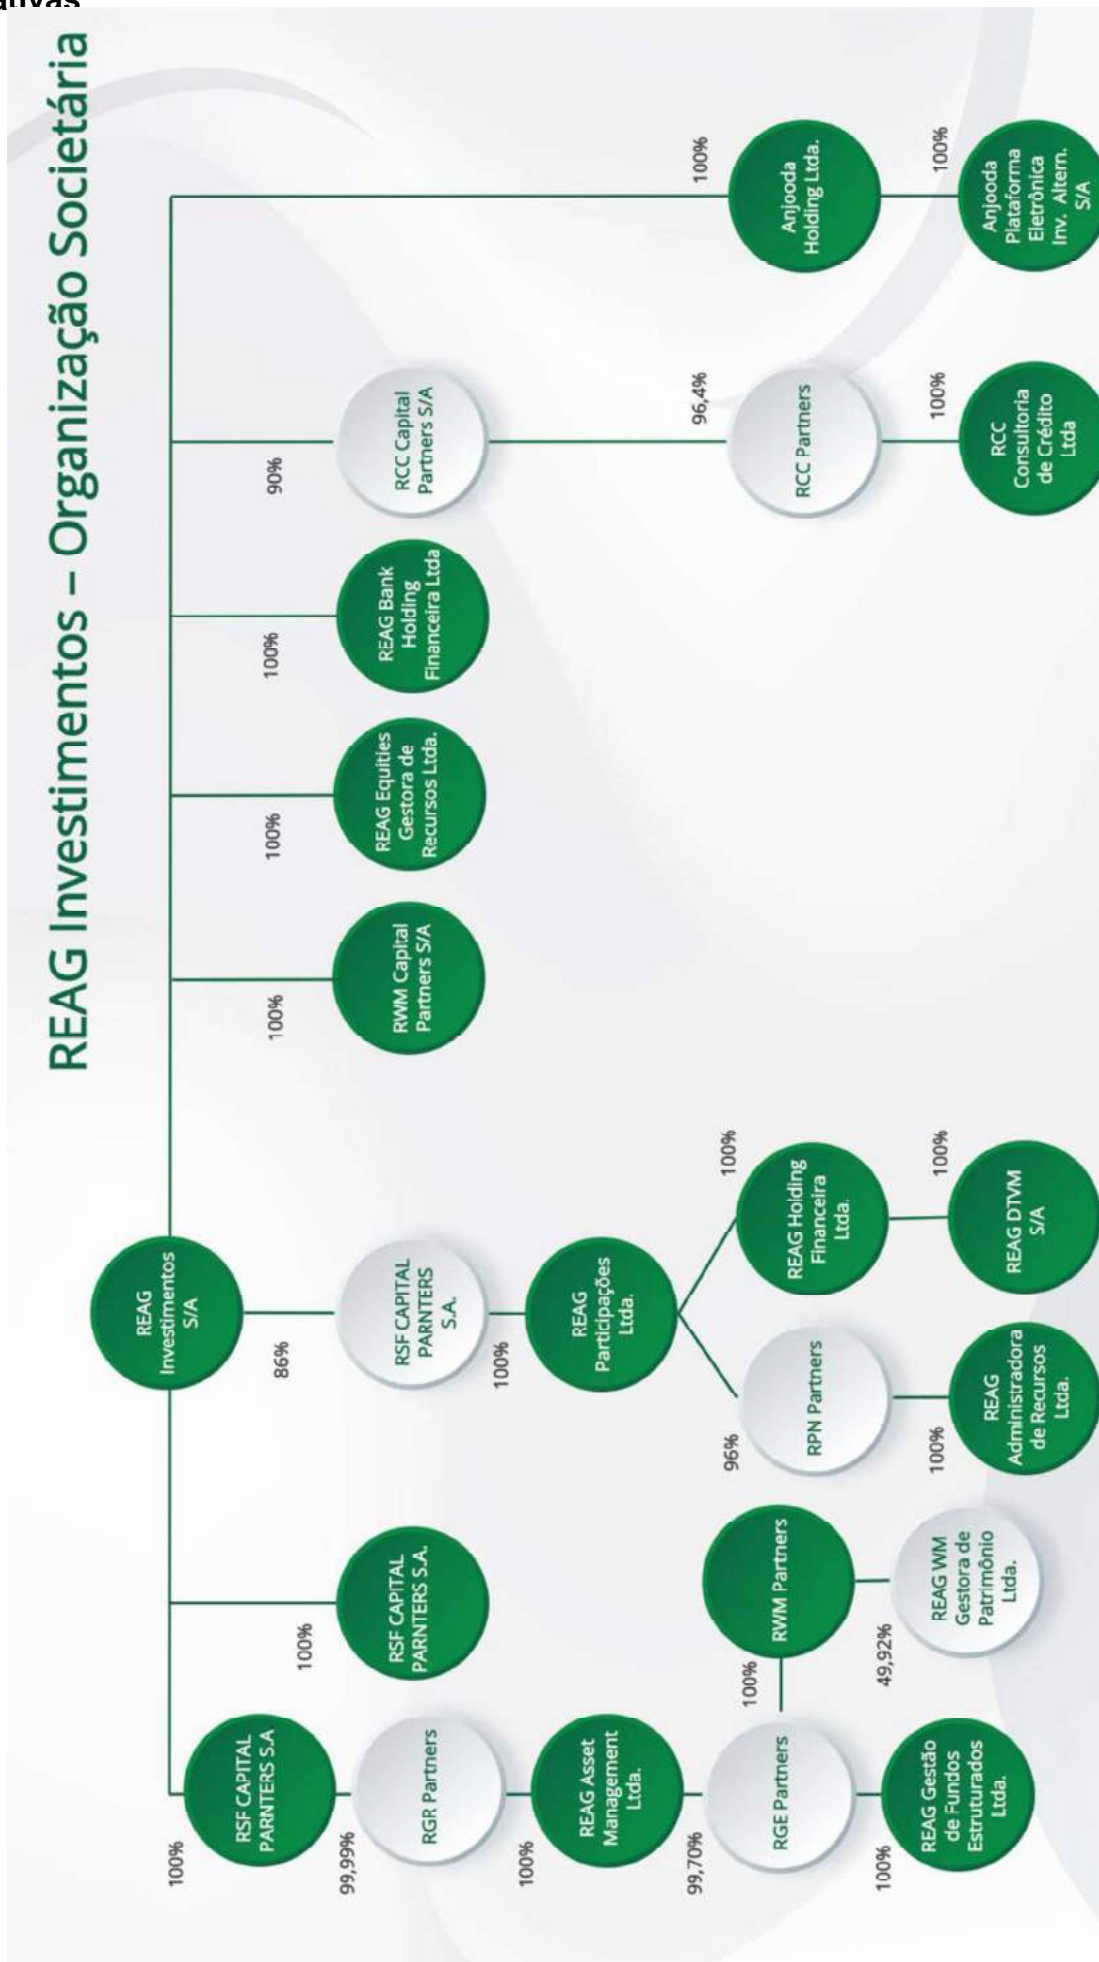 REAG Investimentos – Organização Societária
REAG
Investimentos
S/A
100%
RSF CAPITAL
PARNTERS S.A
99,99%
RGR Partners
100%
REAG Asset
Management
Ltda.
99,70%
RGE Partners
100%
REAG Gestão
de Fundos
Estruturados
Ltda.
100%
RWM Partners
49,92%
REAG WM
Gestora de
Patrimônio
Ltda.
100%
RSF CAPITAL
PARNTERS S.A.
86%
RSF CAPITAL
PARNTERS
S.A.
100%
REAG
Participações
Ltda.
96%
RPN Partners
100%
REAG
Administradora
de Recursos
Ltda.
100%
REAG Holding
Financeira
Ltda.
100%
REAG DTVM
S/A
100%
RWM Capital
Partners S/A
100%
REAG Equities
Gestora de
Recursos Ltda.
100%
REAG Bank
Holding
Financeira Ltda
90%
RCC Capital
Partners S/A
96,4%
RCC Partners
100%
RCC
Consultoria
de Crédito
Ltda
100%
Anjooda
Holding Ltda.
100%
Anjooda
Plataforma
Eletrônica
Inv. Altern.
S/A